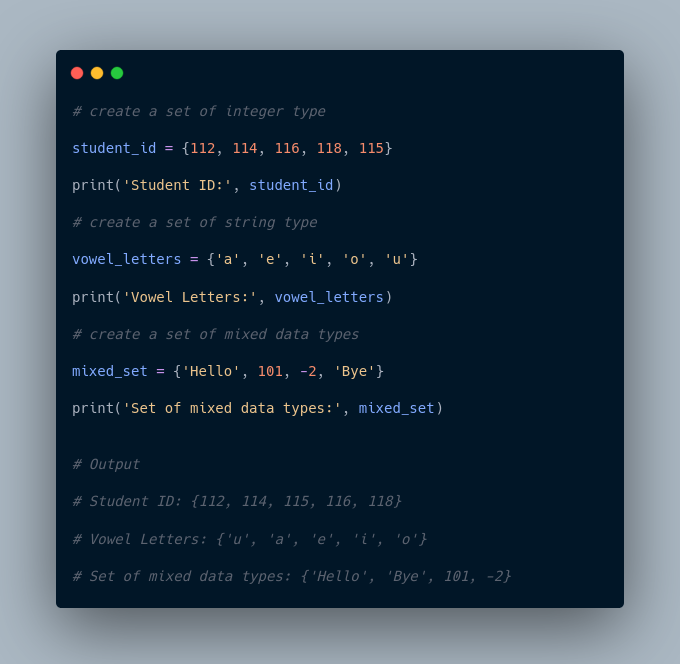 # create a set of integer type
student_id = {112, 114, 116, 118, 115}
print('Student ID:', student_id)
# create a set of string type
vowel_letters = {'a', 'e', 'i', 'o', 'u'}
print('Vowel Letters:', vowel_letters)
# create a set of mixed data types
mixed_set = {'Hello', 101, -2, 'Bye'}
print('Set of mixed data types:', mixed_set)
# Output
# Student ID: {112, 114, 115, 116, 118}
# Vowel Letters: {'u', 'a', 'e', 'i', 'o'}
# Set of mixed data types: {'Hello', 'Bye', 101, -2}